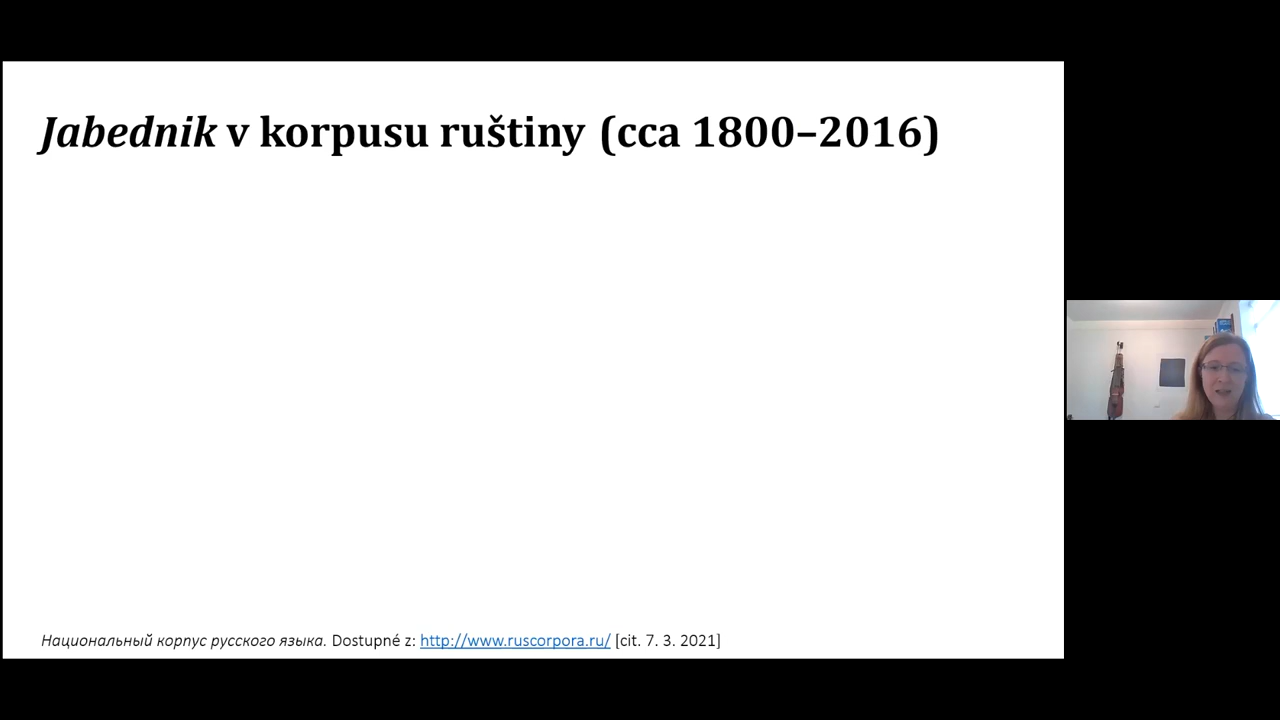 Jabednik v korpusu ruštiny (cca 1800–2016)
Национальный корпус русского языка. Dostupné z: http://www.ruscorpora.ru/ [cit. 7. 3. 2021]